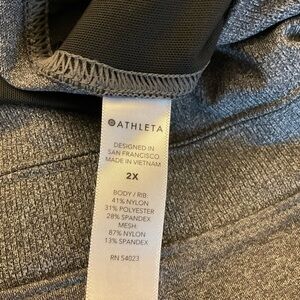 ATHLETA
DESIGNED IN
SAN FRANCISCO
MADE IN VIETNAM
2X
BODY / RIB:
41% NYLON
31% POLYESTER
28% SPANDEX
MESH:
87% NYLON
13% SPANDEX
RN 54023